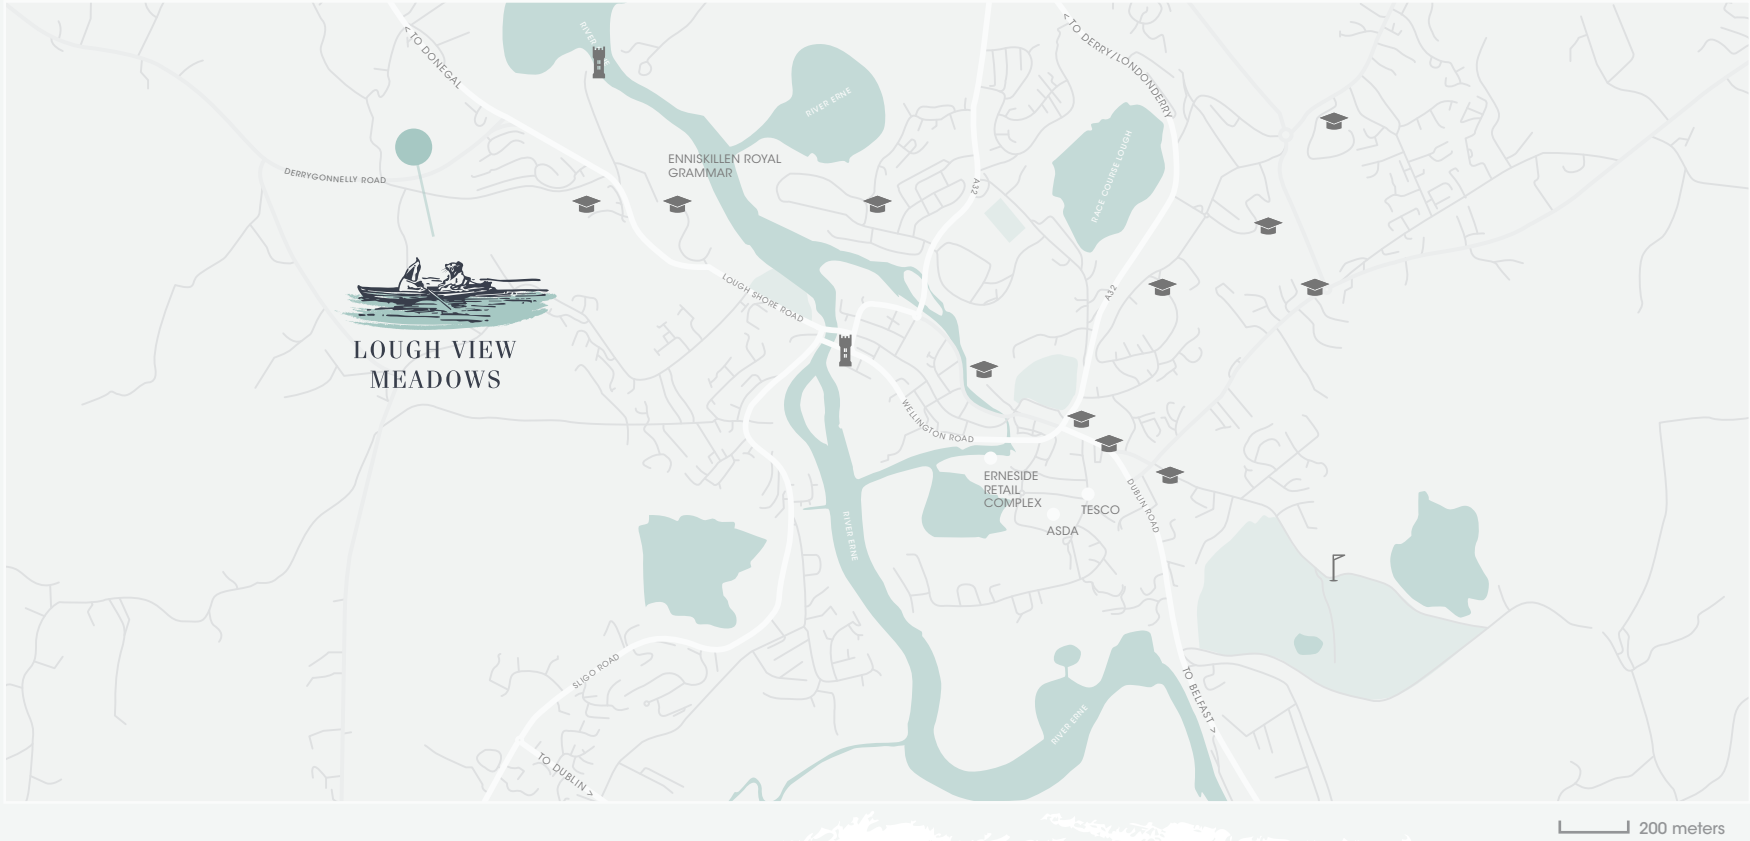 < TO DONEGAL
RIVER
< TO DERRY/LONDONDERRY
RIVER ERNE
ENNISKILLEN ROYAL
GRAMMAR
RACE COURSE LOUGH
DERRYGONNELLY ROAD
A32
LOUGH SHORE ROAD
A32
LOUGH VIEW
MEADOWS
WELLINGTON ROAD
ERNESIDE
RETAIL
COMPLEX
TESCO
ASDA
DUBLIN ROAD
RIVER ERNE
SLIGO ROAD
TO BELFAST >
RIVER ERNE
TO DUBLIN >
200 meters